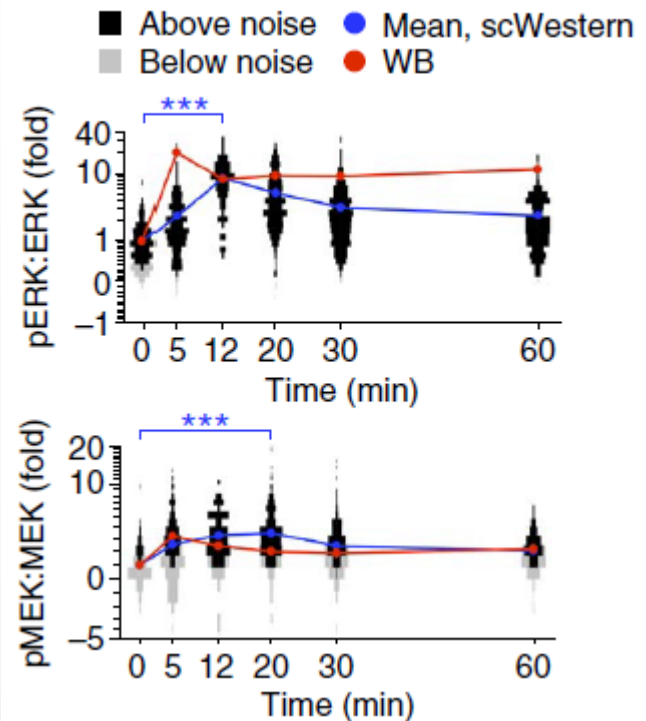 Above noise Mean, scWestern
Below noise WB
***
pERK:ERK (fold)
40
10
1
0
–1
0 5 12 20 30 60
Time (min)
***
pMEK:MEK (fold)
20
10
0
–5
0 5 12 20 30 60
Time (min)